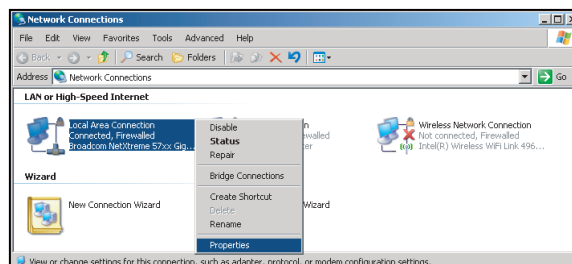 Network Connections
File Edit View Favorites Tools Advanced Help
Back Search Folders
Address Network Connections Go
LAN or High-Speed Internet
Local Area Connection
Connected, Firewalled
Broadcom NetXtreme 57xx Gig...
Disable
Status
Repair
Bridge Connections
Create Shortcut
Delete
Rename
Properties
n
ewalled
ter
Wireless Network Connection
Not connected, Firewalled
Intel(R) Wireless WiFi Link 496...
Wizard
New Connection Wizard
Wizard
View or change settings for this connection, such as adapter, protocol, or modem configuration settings.